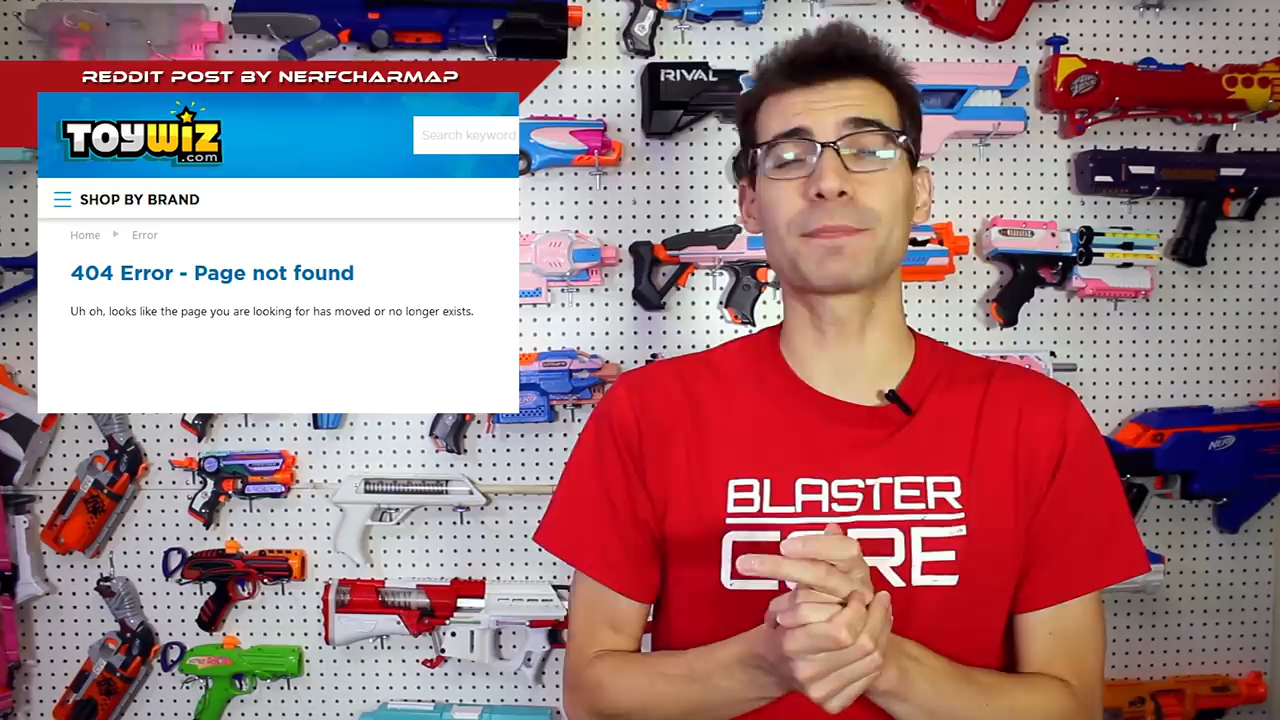 REDDIT POST BY NERFCHARMAP
TOYWIZ
.com
Search keyword
SHOP BY BRAND
Home
Error
404 Error - Page not found
Uh oh, looks like the page you are looking for has moved or no longer exists.
RIVAL
NERF
BLASTER
CORE